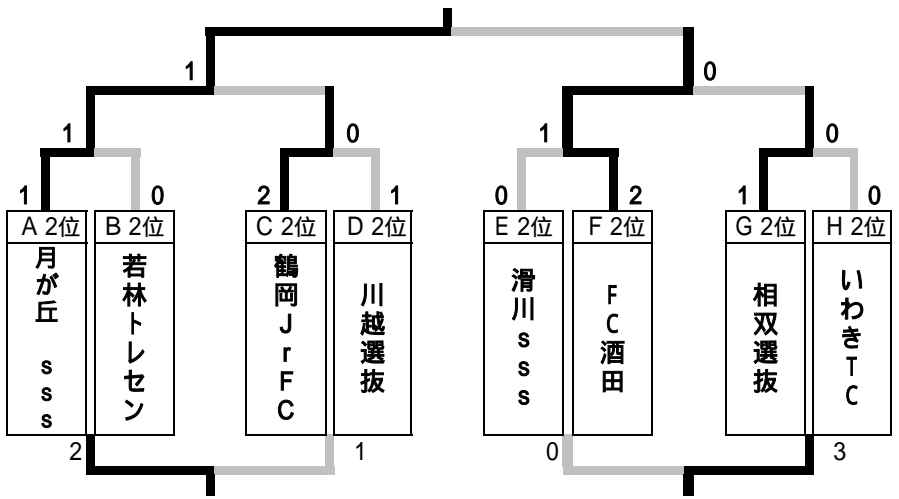 1 0
1 0 1 0
1 0 2 1 0 2 1 0
A 2位 B 2位 C 2位 D 2位 E 2位 F 2位 G 2位 H 2位
月が丘 sss
若林トレセン
鶴岡JrFC
川越選抜
滑川sss
FC酒田
相双選抜
いわきTC
2 1 0 3